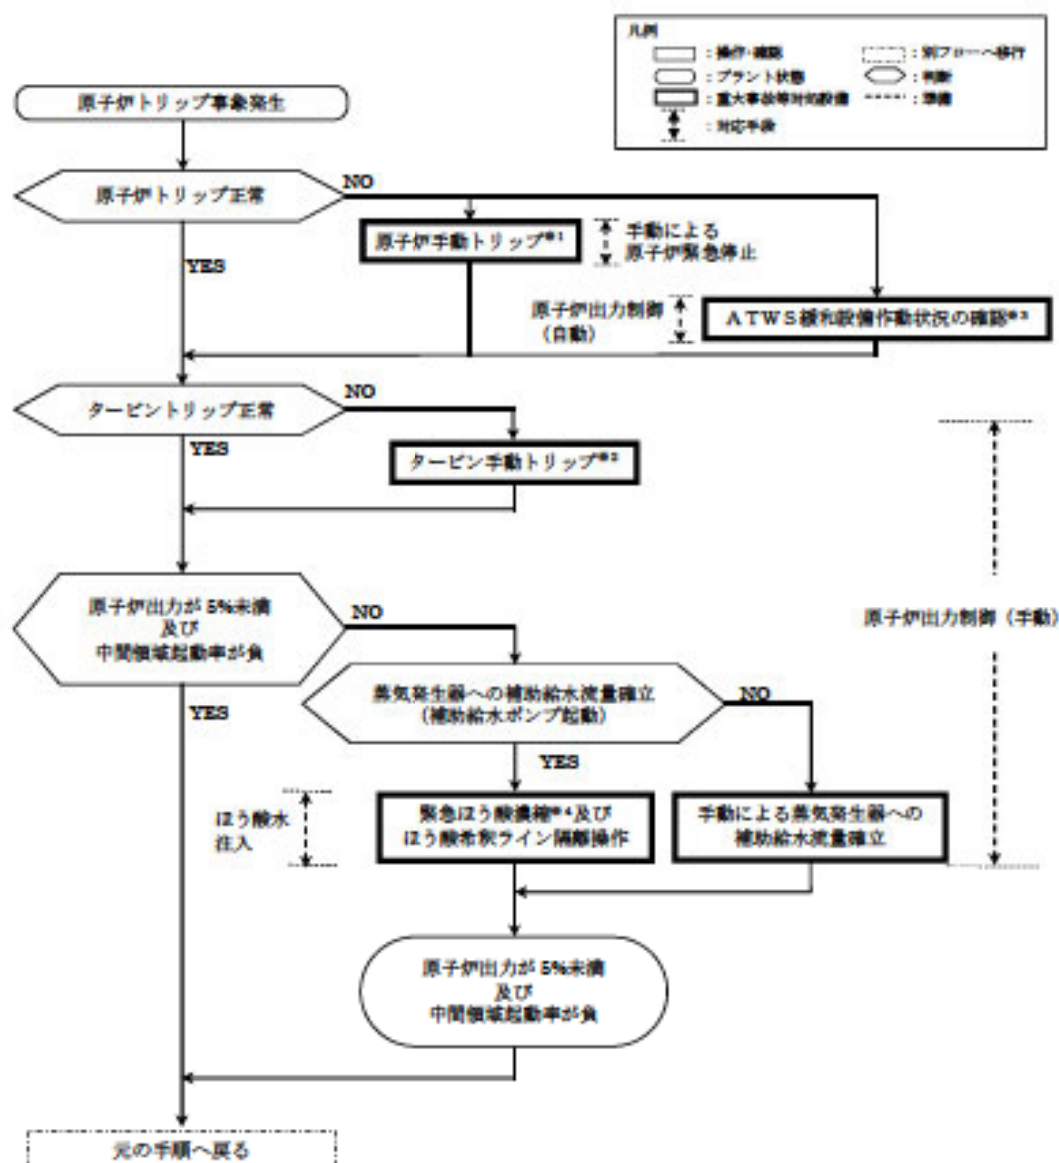 凡例
：操作・確認
：別フローへ移行
：プラント状態
：判断
：重大事故等対処設備
：準備
：対応手段
原子炉トリップ事象発生
原子炉トリップ正常
NO
原子炉手動トリップ※1
手動による
原子炉緊急停止
YES
原子炉出力制御
（自動）
ATWS緩和設備作動状況の確認※3
タービントリップ正常
NO
YES
タービン手動トリップ※2
原子炉出力が5%未満
及び
中間領域起動率が負
NO
原子炉出力制御（手動）
蒸気発生器への補助給水流量確立
（補助給水ポンプ起動）
NO
YES
YES
ほう酸水
注入
緊急ほう酸濃縮※4及び
ほう酸希釈ライン隔離操作
手動による蒸気発生器への
補助給水流量確立
原子炉出力が5%未満
及び
中間領域起動率が負
元の手順へ戻る